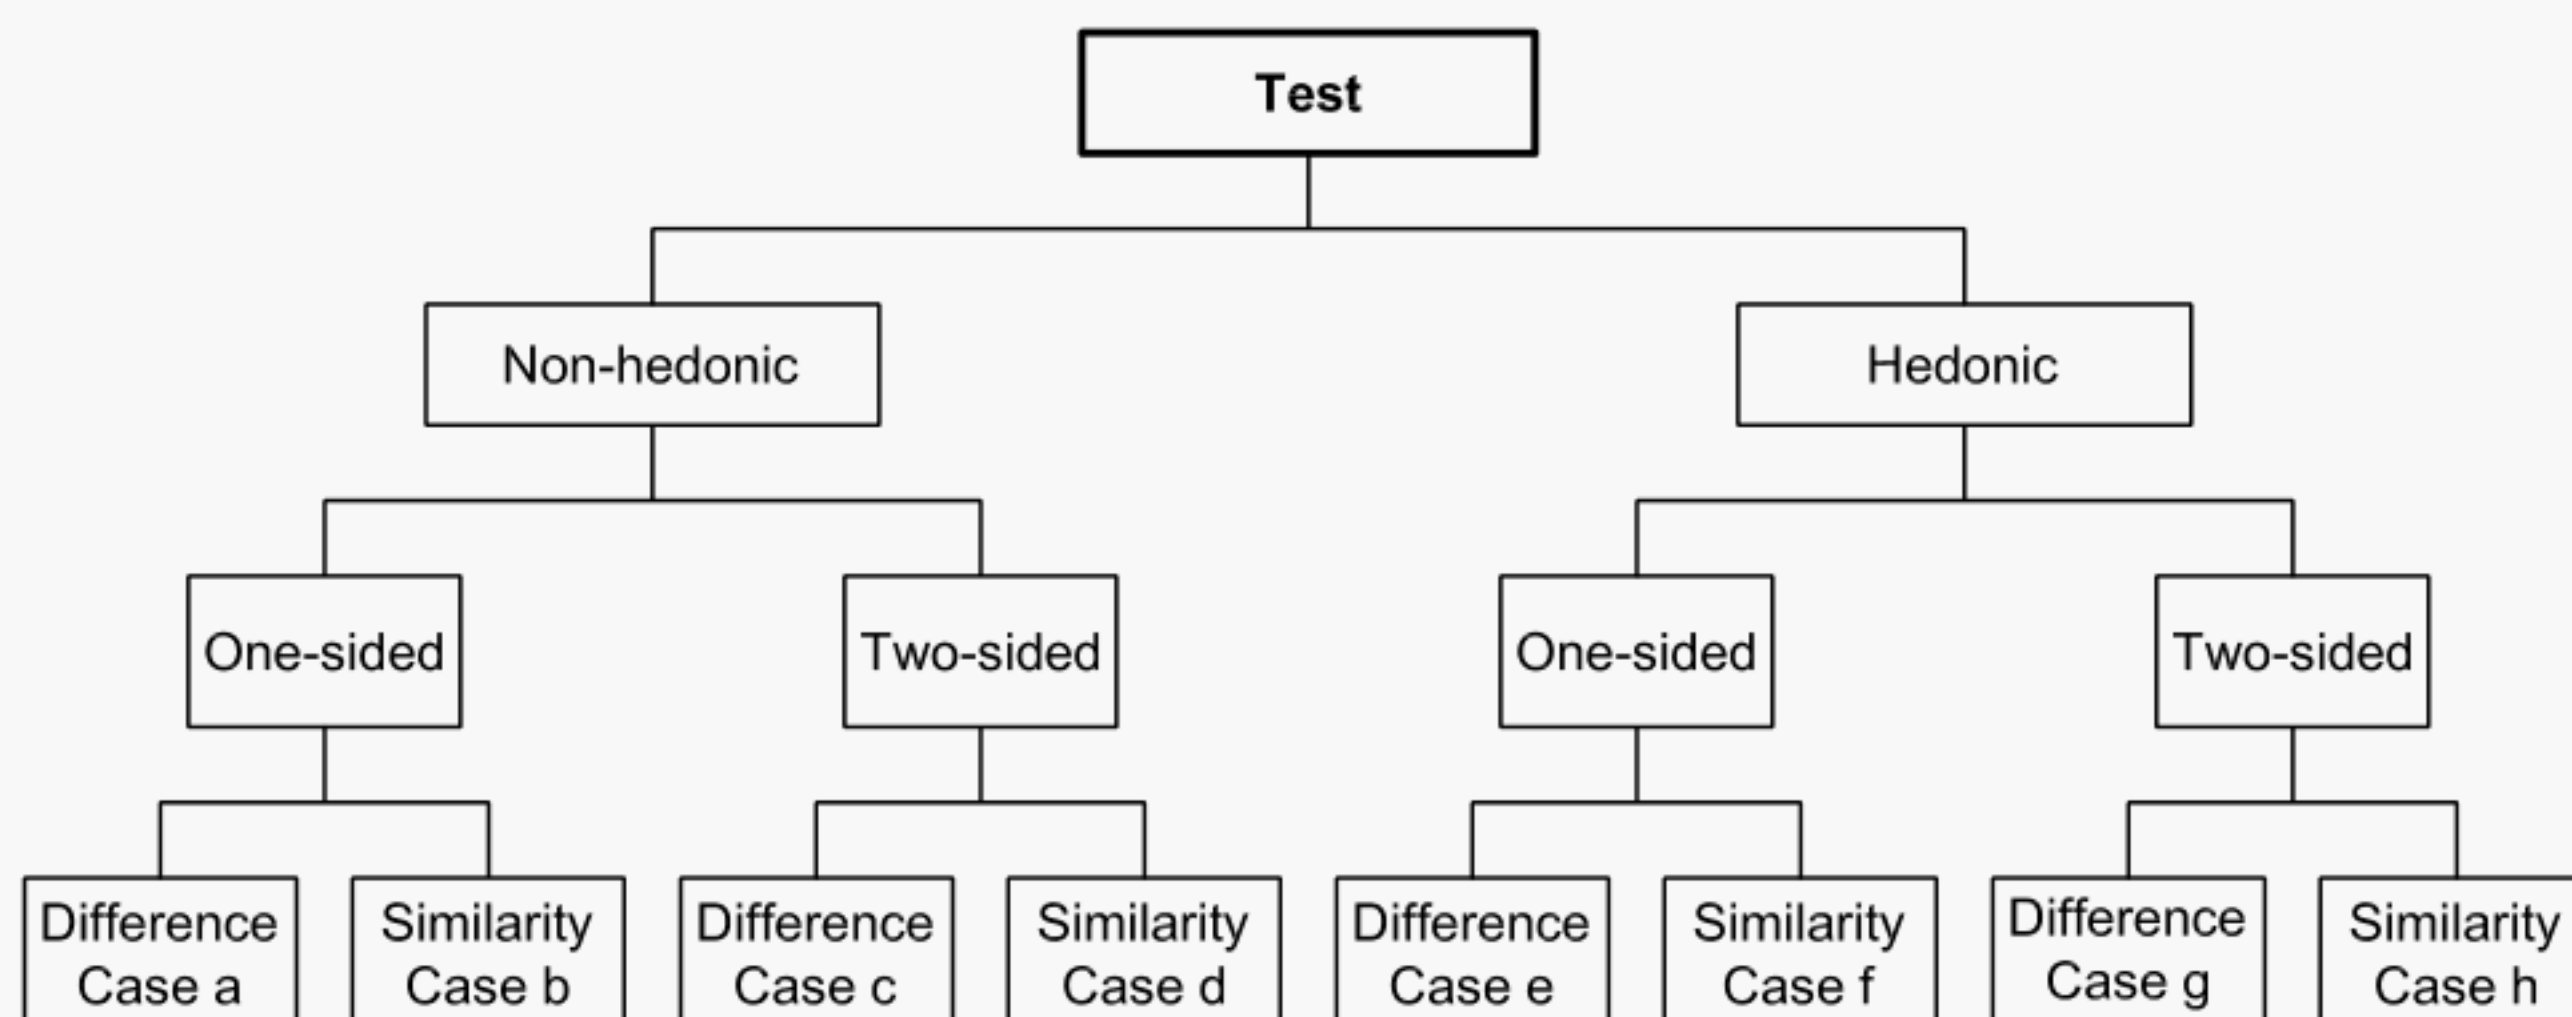 Test
Non-hedonic
Hedonic
One-sided
Two-sided
One-sided
Two-sided
Difference
Case a
Similarity
Case b
Difference
Case c
Similarity
Case d
Difference
Case e
Similarity
Case f
Difference
Case g
Similarity
Case h